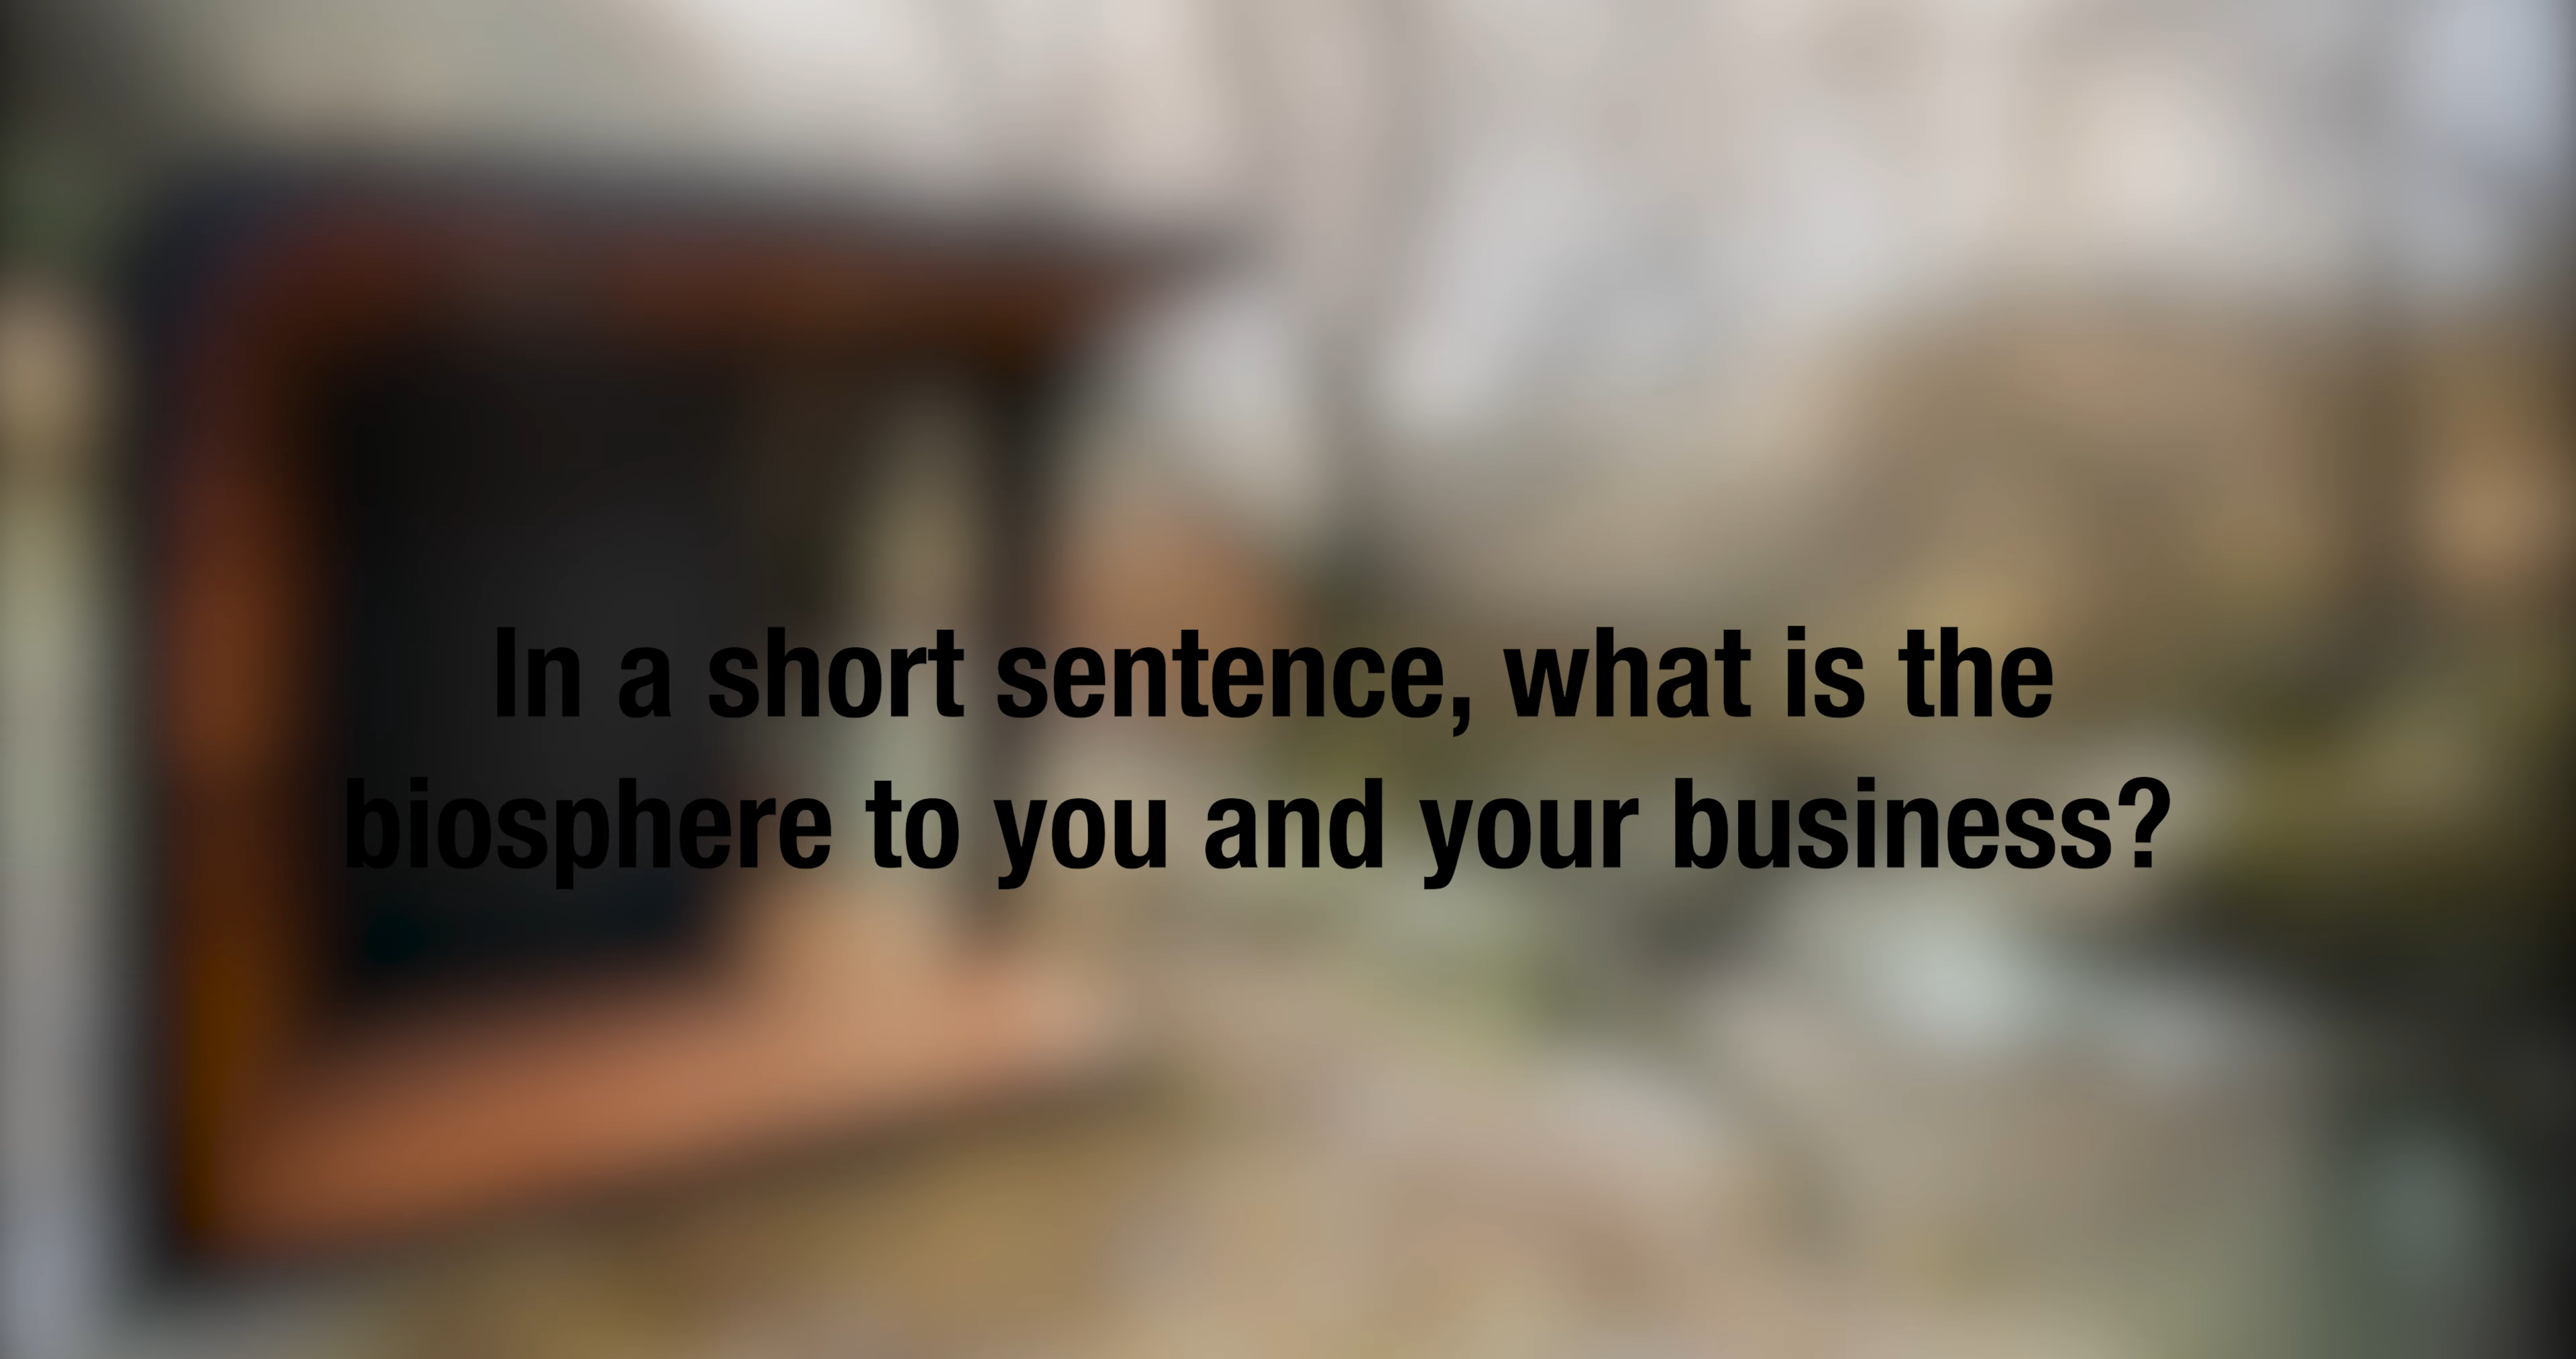 In a short sentence, what is the
biosphere to you and your business?